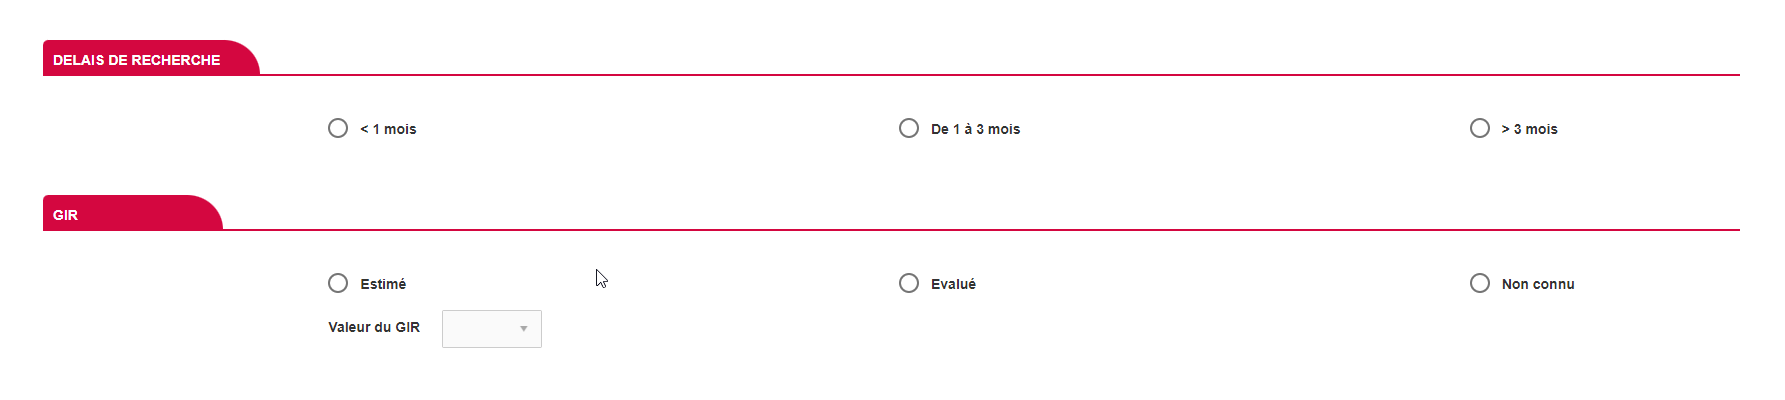 DELAIS DE RECHERCHE
< 1 mois
De 1 à 3 mois
> 3 mois
GIR
Estimé
Evalué
Non connu
Valeur du GIR